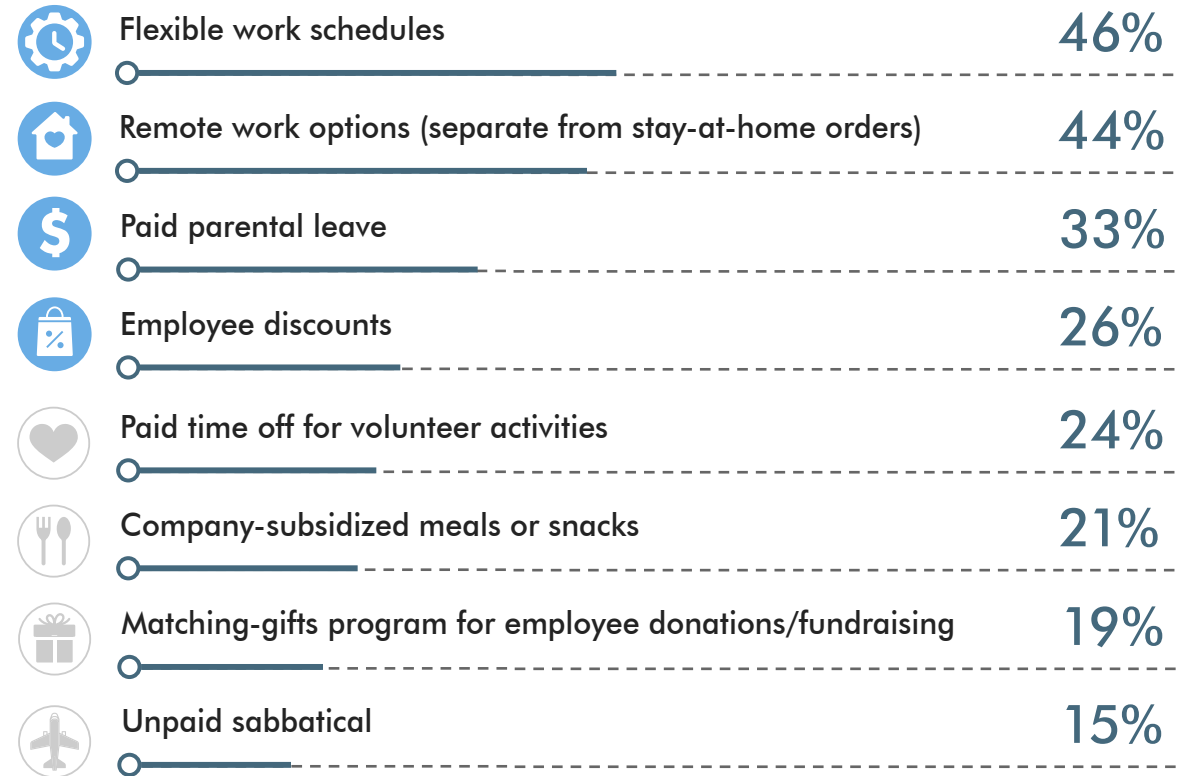 Flexible work schedules 46%
Remote work options (separate from stay-at-home orders) 44%
Paid parental leave 33%
Employee discounts 26%
Paid time off for volunteer activities 24%
Company-subsidized meals or snacks 21%
Matching-gifts program for employee donations/fundraising 19%
Unpaid sabbatical 15%